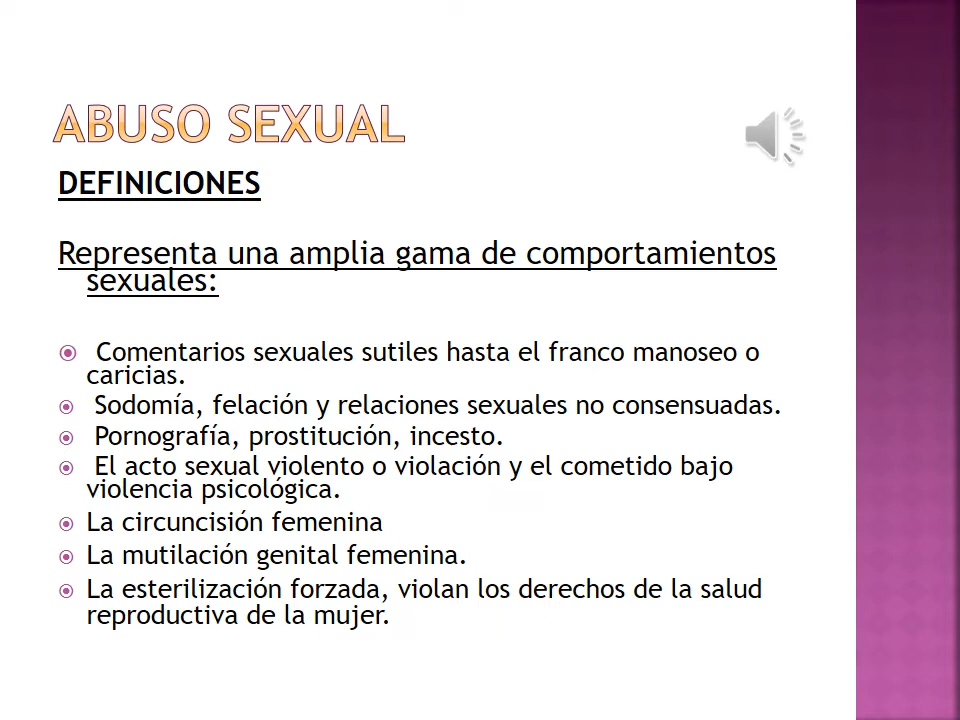 ABUSO SEXUAL
DEFINICIONES
Representa una amplia gama de comportamientos
sexuales:
Comentarios sexuales sutiles hasta el franco manoseo o
caricias.
Sodomía, felación y relaciones sexuales no consensuadas.
Pornografía, prostitución, incesto.
El acto sexual violento o violación y el cometido bajo
violencia psicológica.
La circuncisión femenina
La mutilación genital femenina.
La esterilización forzada, violan los derechos de la salud
reproductiva de la mujer.